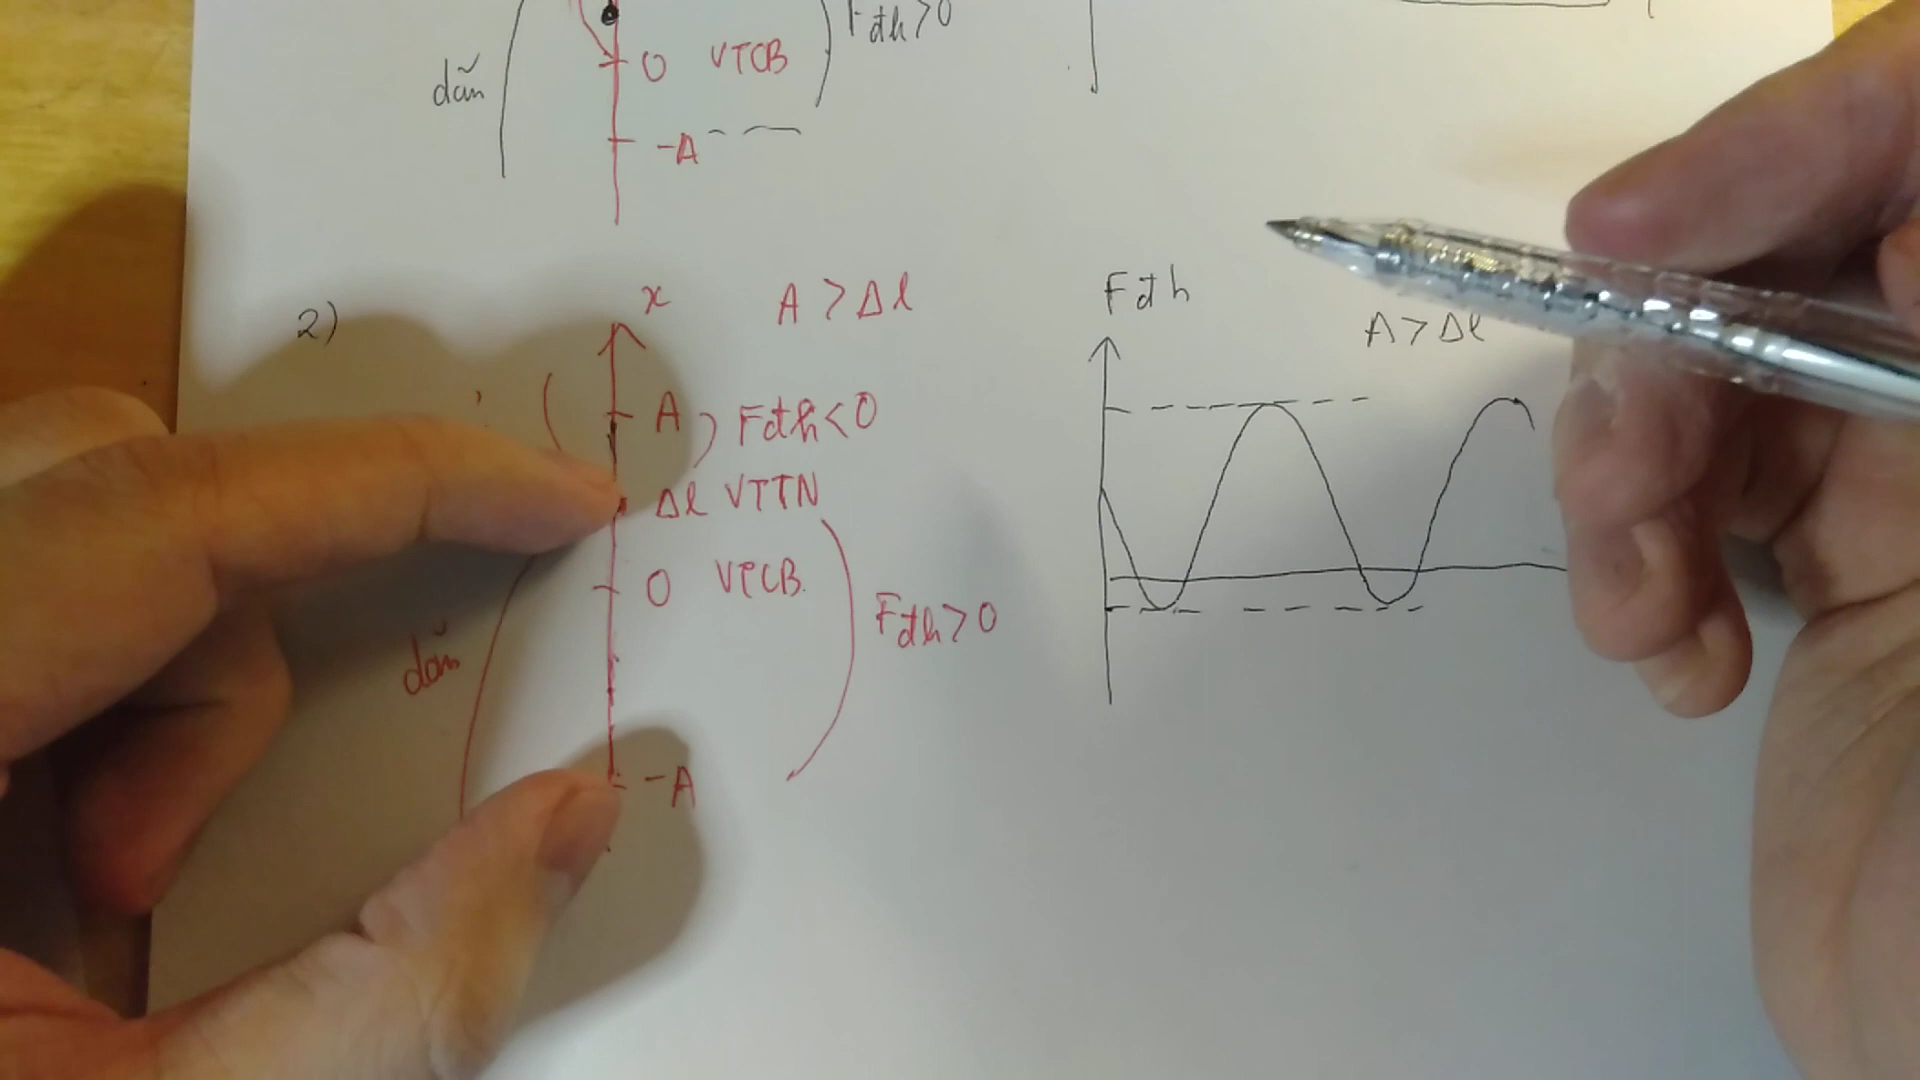 Fđh>0
O VTCB
dãn
-A
2)
x
A > Δl
A
Fđh<0
Δl VTTN
O VTCB
dãn
Fđh>0
-A
Fđh
A > Δl